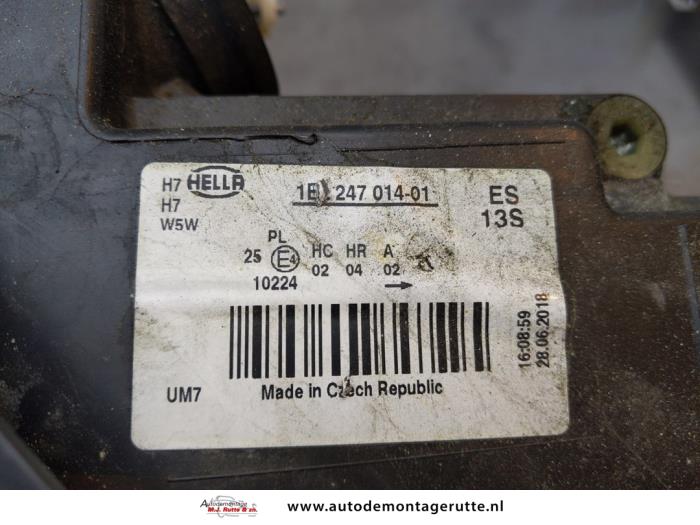 H7 HELLA 247 014-01 ES
H7 13S
W5W
PL
25 E4 HC HR A
02 04 02
10224
16:08:59
28.06.2018
UM7 Made in Czech Republic
Autodemontage
M.J. Rutte & zn.
www.autodemontagerutte.nl